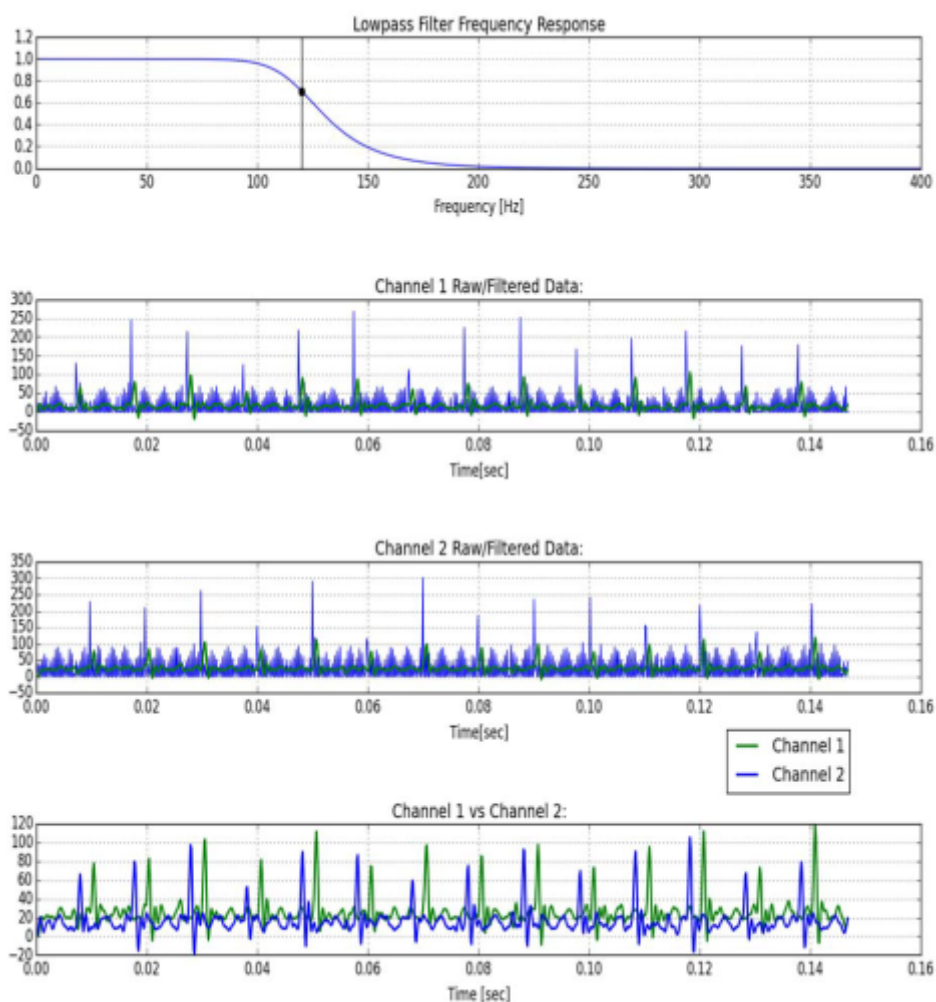 Lowpass Filter Frequency Response
1.2
1.0
0.8
0.6
0.4
0.2
0.0
0 50 100 150 200 250 300 350 400
Frequency [Hz]
Channel 1 Raw/Filtered Data:
300
250
200
150
100
50
0
−50
0.00 0.02 0.04 0.06 0.08 0.10 0.12 0.14 0.16
Time[sec]
Channel 2 Raw/Filtered Data:
350
300
250
200
150
100
50
0
−50
0.00 0.02 0.04 0.06 0.08 0.10 0.12 0.14 0.16
Time[sec]
Channel 1
Channel 2
Channel 1 vs Channel 2:
120
100
80
60
40
20
0
−20
0.00 0.02 0.04 0.06 0.08 0.10 0.12 0.14 0.16
Time [sec]